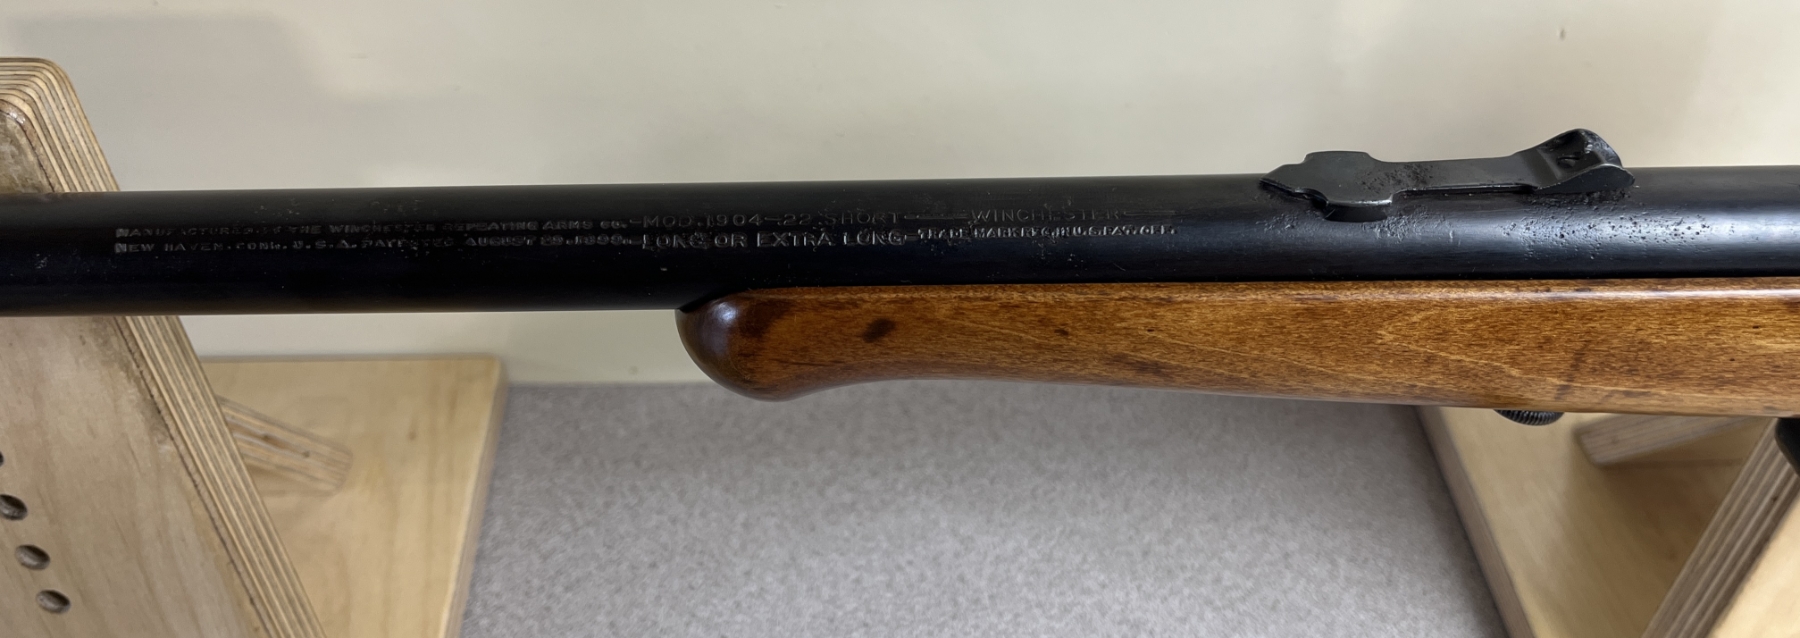 MANUFACTURED BY THE WINCHESTER REPEATING ARMS CO. -MOD. 1904-.22 SHORT- WINCHESTER
NEW HAVEN. CONN. U.S.A. PATENTED AUGUST 29. -LONG OR EXTRA LONG- TRADE MARK REG. IN U.S. PAT. OFF.